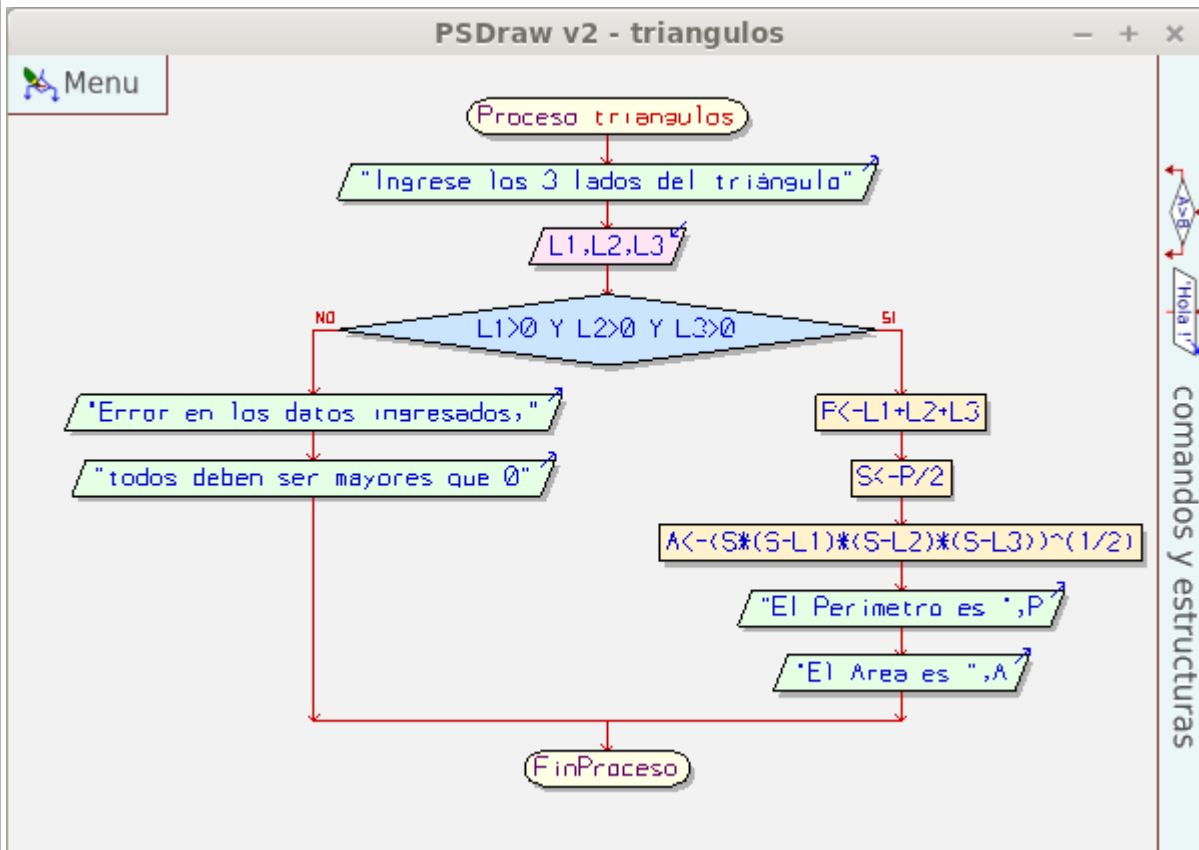 PSDraw v2 - triangulos
Menu
Proceso triangulos
"Ingrese los 3 lados del triángulo"
L1,L2,L3
L1>0 Y L2>0 Y L3>0
NO
SI
"Error en los datos ingresados,"
"todos deben ser mayores que 0"
P<-L1+L2+L3
S<-P/2
A<-(S*(S-L1)*(S-L2)*(S-L3))^(1/2)
"El Perimetro es ",P
"El Area es ",A
FinProceso
A>B
"Hola !"
comandos y estructuras